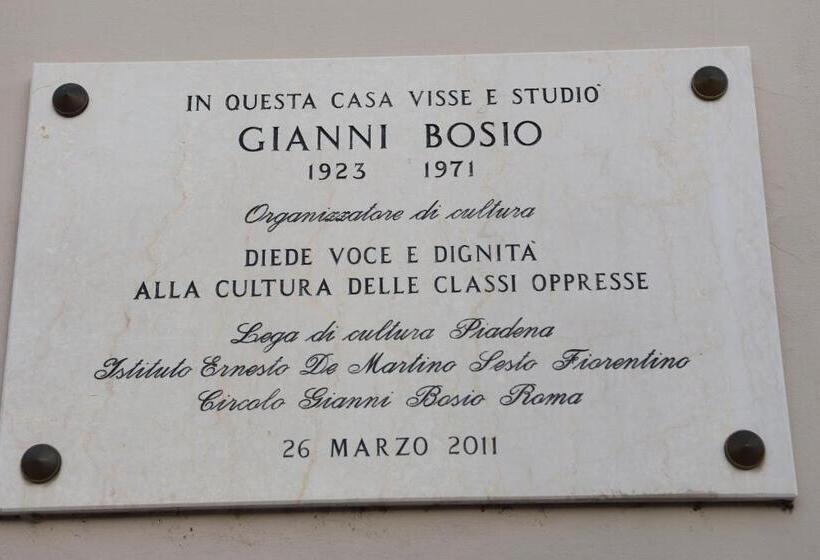 IN QUESTA CASA VISSE E STUDIÒ
GIANNI BOSIO
1923 1971
Organizzatore di cultura
DIEDE VOCE E DIGNITÀ
ALLA CULTURA DELLE CLASSI OPPRESSE
Lega di cultura Piadena
Istituto Ernesto De Martino Sesto Fiorentino
Circolo Gianni Bosio Roma
26 MARZO 2011